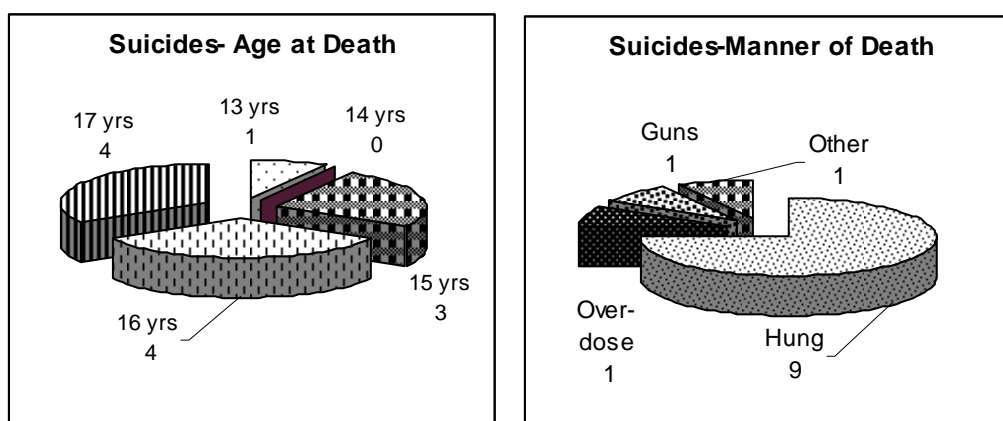 Suicides- Age at Death
17 yrs
4
13 yrs
1
14 yrs
0
15 yrs
3
16 yrs
4
Suicides-Manner of Death
Guns
1
Other
1
Over-
dose
1
Hung
9